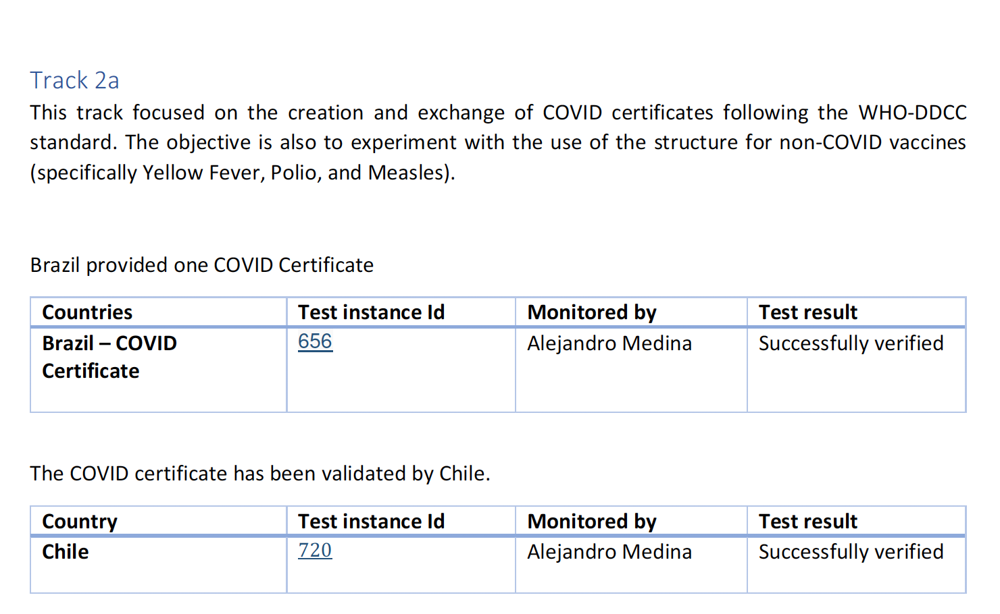 Track 2a
This track focused on the creation and exchange of COVID certificates following the WHO-DDCC
standard. The objective is also to experiment with the use of the structure for non-COVID vaccines
(specifically Yellow Fever, Polio, and Measles).
Brazil provided one COVID Certificate
Countries Test instance Id Monitored by Test result
Brazil – COVID 656 Alejandro Medina Successfully verified
Certificate
The COVID certificate has been validated by Chile.
Country Test instance Id Monitored by Test result
Chile 720 Alejandro Medina Successfully verified